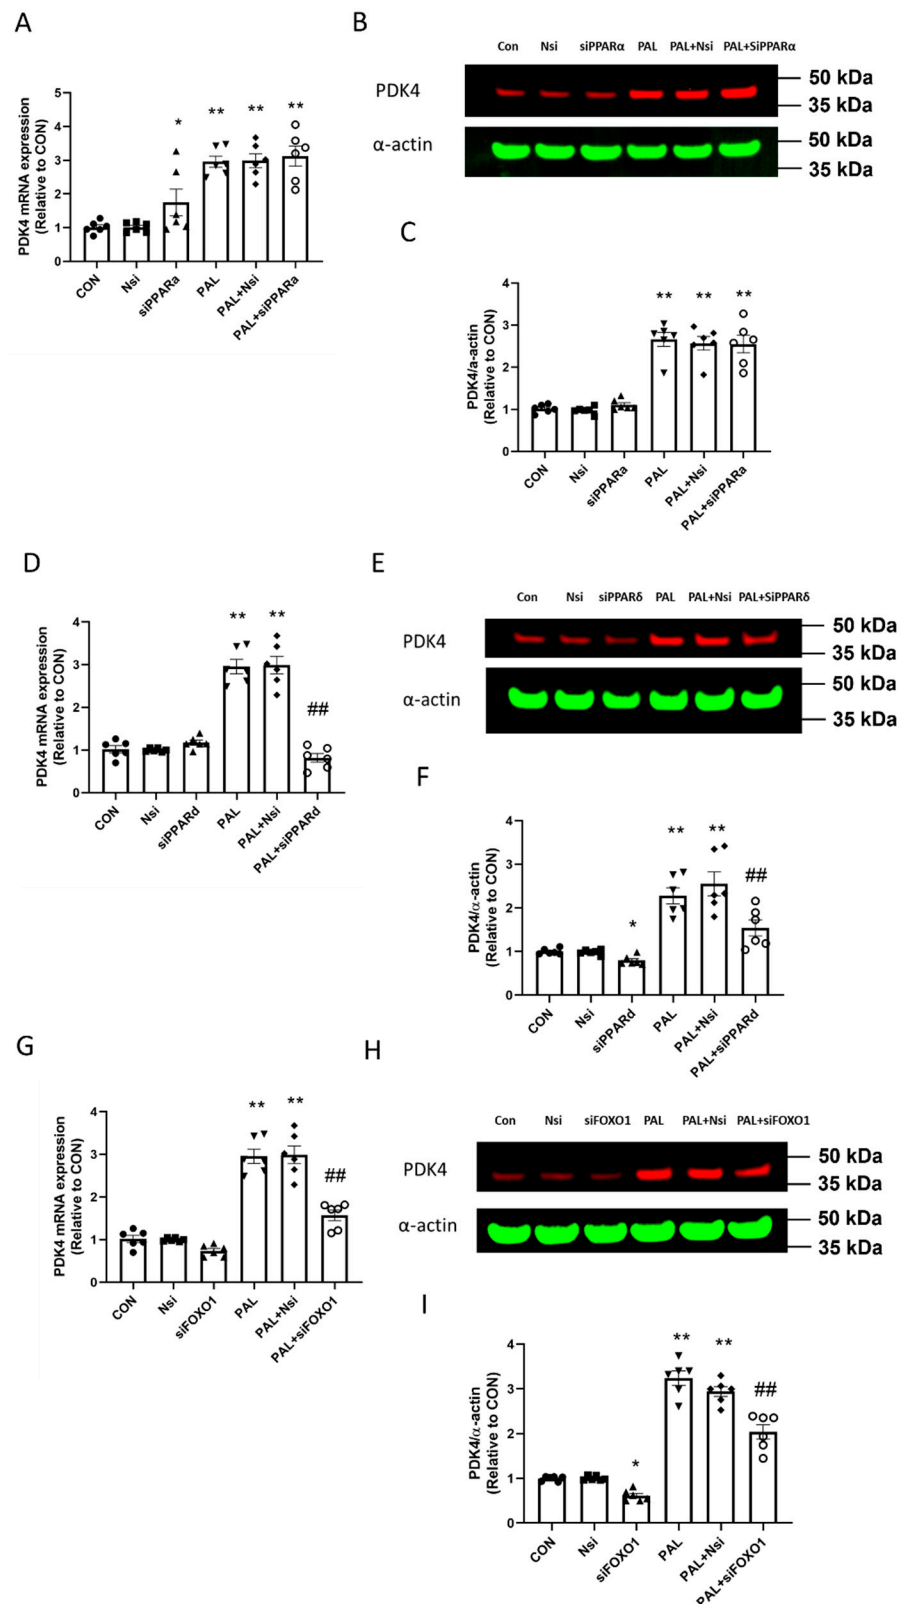 A
PDK4 mRNA expression
(Relative to CON)
5
4
3
2
1
0
*
**
**
**
CON
Nsi
siPPARa
PAL
PAL+Nsi
PAL+siPPARa
B
Con Nsi siPPARα PAL PAL+Nsi PAL+SiPPARα
PDK4
50 kDa
35 kDa
α-actin
50 kDa
35 kDa
C
PDK4/a-actin
(Relative to CON)
4
3
2
1
0
**
**
**
CON
Nsi
siPPARa
PAL
PAL+Nsi
PAL+siPPARa
D
PDK4 mRNA expression
(Relative to CON)
4
3
2
1
0
**
**
##
CON
Nsi
siPPARd
PAL
PAL+Nsi
PAL+siPPARd
E
Con Nsi siPPARδ PAL PAL+Nsi PAL+SiPPARδ
PDK4
50 kDa
35 kDa
α-actin
50 kDa
35 kDa
F
PDK4/α-actin
(Relative to CON)
4
3
2
1
0
*
**
**
##
CON
Nsi
siPPARd
PAL
PAL+Nsi
PAL+siPPARd
G
PDK4 mRNA expression
(Relative to CON)
4
3
2
1
0
**
**
##
CON
Nsi
siFOXO1
PAL
PAL+Nsi
PAL+siFOXO1
H
Con Nsi siFOXO1 PAL PAL+Nsi PAL+siFOXO1
PDK4
50 kDa
35 kDa
α-actin
50 kDa
35 kDa
I
PDK4/α-actin
(Relative to CON)
4
3
2
1
0
*
**
**
##
CON
Nsi
siFOXO1
PAL
PAL+Nsi
PAL+siFOXO1